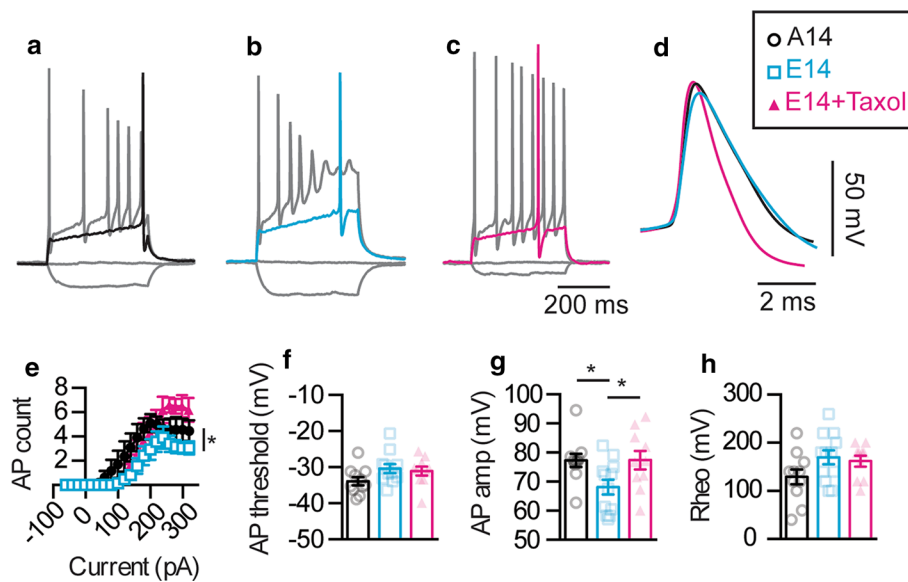 a
b
c
d
A14
E14
E14+Taxol
50 mV
200 ms
2 ms
e
AP count
8
6
4
2
-100
0
100
200
300
Current (pA)
*
f
AP threshold (mV)
-10
-20
-30
-40
-50
g
AP amp (mV)
100
90
80
70
60
50
* *
h
Rheo (mV)
300
200
100
0